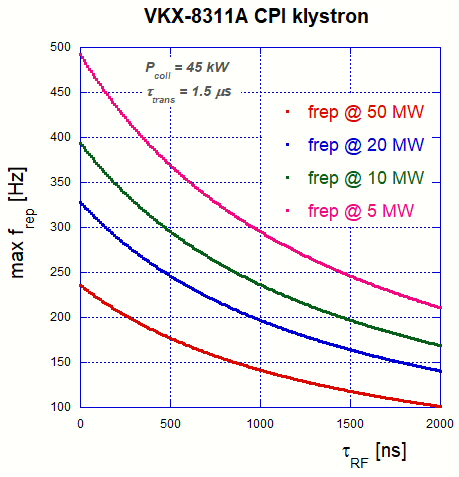 VKX-8311A CPI klystron
P_coll = 45 kW
τ_trans = 1.5 μs
frep @ 50 MW
frep @ 20 MW
frep @ 10 MW
frep @ 5 MW
max f_rep [Hz]
500
450
400
350
300
250
200
150
100
0 500 1000 1500 2000
τ_RF [ns]